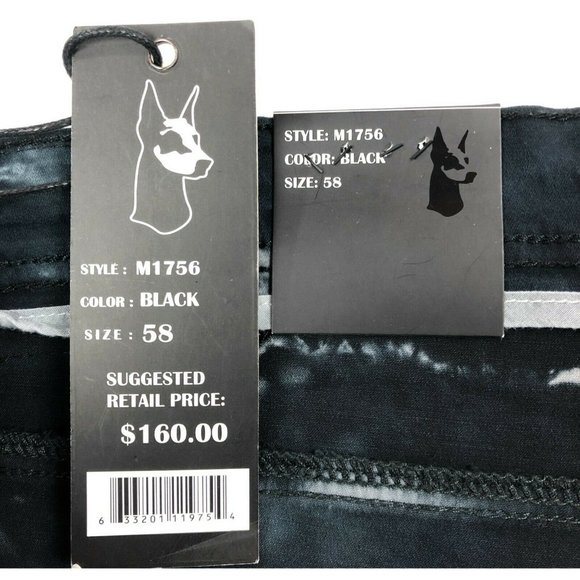 STYLE : M1756
COLOR : BLACK
SIZE : 58
SUGGESTED
RETAIL PRICE:
$160.00
6 33201 11975 4
STYLE: M1756
COLOR: BLACK
SIZE: 58